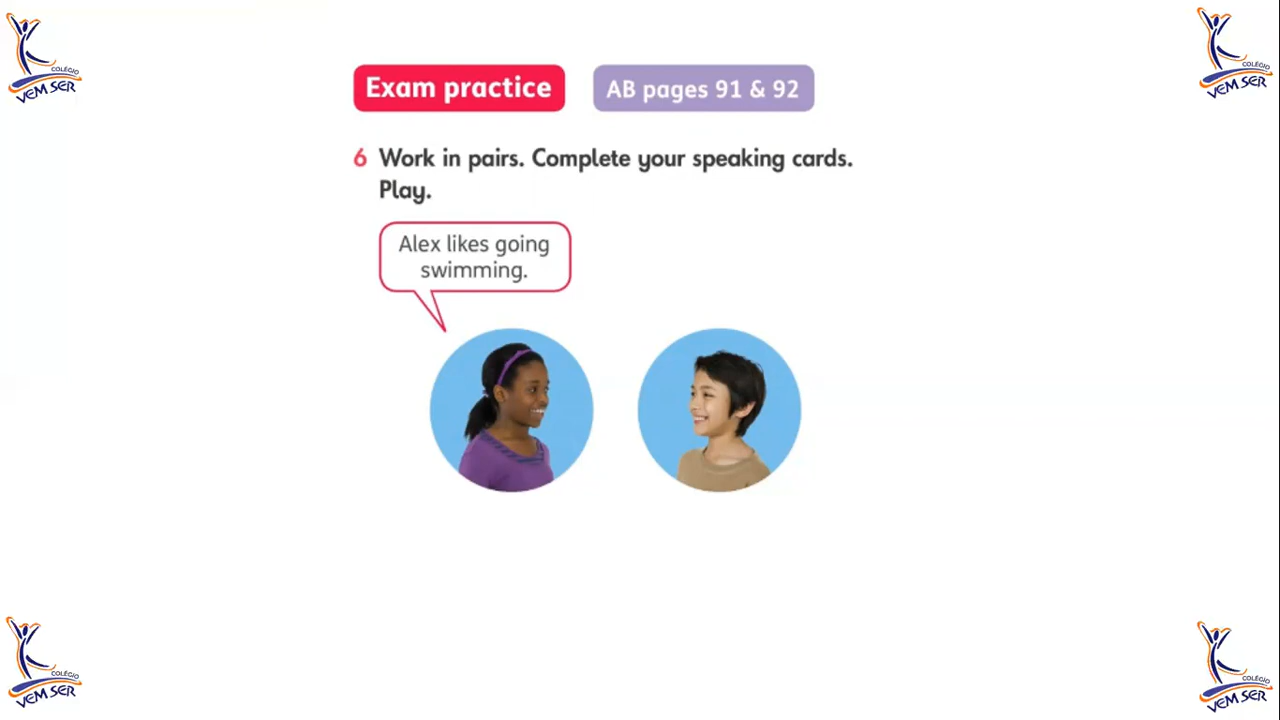 COLÉGIO
VEM SER
COLÉGIO
VEM SER
Exam practice
AB pages 91 & 92
6 Work in pairs. Complete your speaking cards.
Play.
Alex likes going
swimming.
COLÉGIO
VEM SER
COLÉGIO
VEM SER